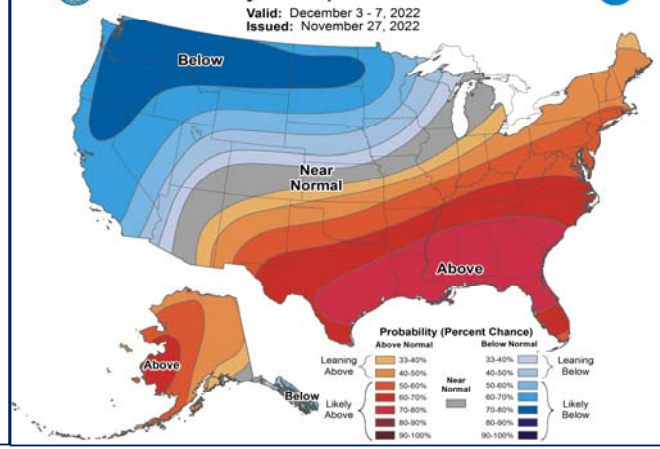 Valid: December 3 - 7, 2022
Issued: November 27, 2022
Below
Near
Normal
Above
Above
Below
Probability (Percent Chance)
Above Normal
Below Normal
Leaning
Above
33-40%
40-50%
Likely
Above
50-60%
60-70%
70-80%
80-90%
90-100%
Near
Normal
33-40%
40-50%
Leaning
Below
50-60%
60-70%
70-80%
80-90%
90-100%
Likely
Below